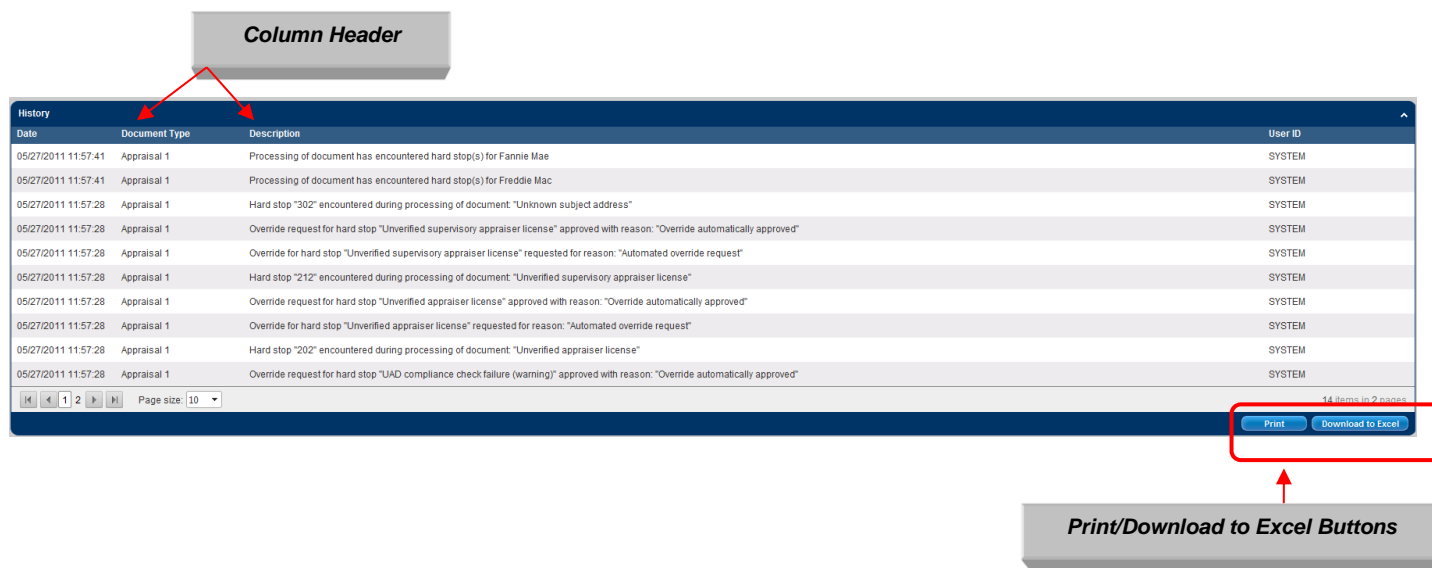 Column Header
History
Date Document Type Description User ID
05/27/2011 11:57:41 Appraisal 1 Processing of document has encountered hard stop(s) for Fannie Mae SYSTEM
05/27/2011 11:57:41 Appraisal 1 Processing of document has encountered hard stop(s) for Freddie Mac SYSTEM
05/27/2011 11:57:28 Appraisal 1 Hard stop "302" encountered during processing of document: "Unknown subject address" SYSTEM
05/27/2011 11:57:28 Appraisal 1 Override request for hard stop "Unverified supervisory appraiser license" approved with reason: "Override automatically approved" SYSTEM
05/27/2011 11:57:28 Appraisal 1 Override for hard stop "Unverified supervisory appraiser license" requested for reason: "Automated override request" SYSTEM
05/27/2011 11:57:28 Appraisal 1 Hard stop "212" encountered during processing of document: "Unverified supervisory appraiser license" SYSTEM
05/27/2011 11:57:28 Appraisal 1 Override request for hard stop "Unverified appraiser license" approved with reason: "Override automatically approved" SYSTEM
05/27/2011 11:57:28 Appraisal 1 Override for hard stop "Unverified appraiser license" requested for reason: "Automated override request" SYSTEM
05/27/2011 11:57:28 Appraisal 1 Hard stop "202" encountered during processing of document: "Unverified appraiser license" SYSTEM
05/27/2011 11:57:28 Appraisal 1 Override request for hard stop "UAD compliance check failure (warning)" approved with reason: "Override automatically approved" SYSTEM
1 2 Page size: 10 14 items in 2 pages
Print Download to Excel
Print/Download to Excel Buttons